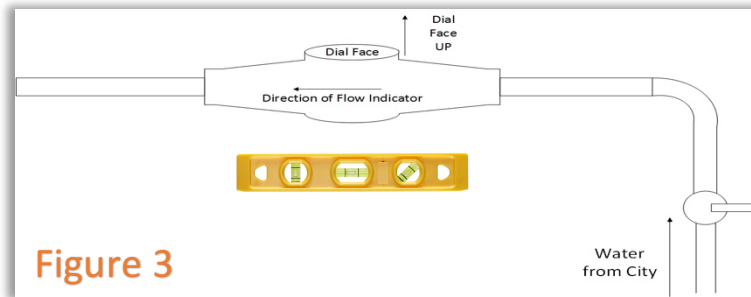 Dial
Face
UP
Dial Face
Direction of Flow Indicator
Water
from City
Figure 3